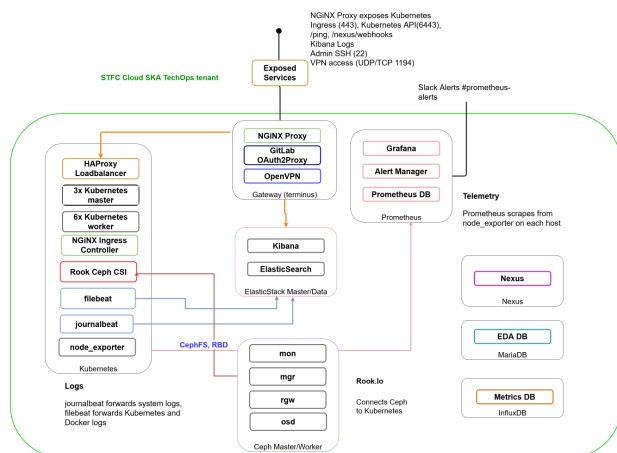 NGiNX Proxy exposes Kubernetes
Ingress (443), Kubernetes API(6443),
/ping, /nexus/webhooks
Kibana Logs
Admin SSH (22)
VPN access (UDP/TCP 1194)
Exposed
Services
STFC Cloud SKA TechOps tenant
Slack Alerts #prometheus-
alerts
NGiNX Proxy
GitLab
OAuth2Proxy
OpenVPN
Gateway (terminus)
Grafana
Alert Manager
Prometheus DB
Prometheus
Telemetry
Prometheus scrapes from
node_exporter on each host
HAProxy
Loadbalancer
3x Kubernetes
master
6x Kubernetes
worker
NGiNX Ingress
Controller
Rook Ceph CSI
filebeat
journalbeat
node_exporter
Kubernetes
Kibana
ElasticSearch
ElasticStack Master/Data
Nexus
Nexus
EDA DB
MariaDB
Metrics DB
InfluxDB
CephFS, RBD
mon
mgr
rgw
osd
Ceph Master/Worker
Rook.Io
Connects Ceph
to Kubernetes
Logs
journalbeat forwards system logs,
filebeat forwards Kubernetes and
Docker logs